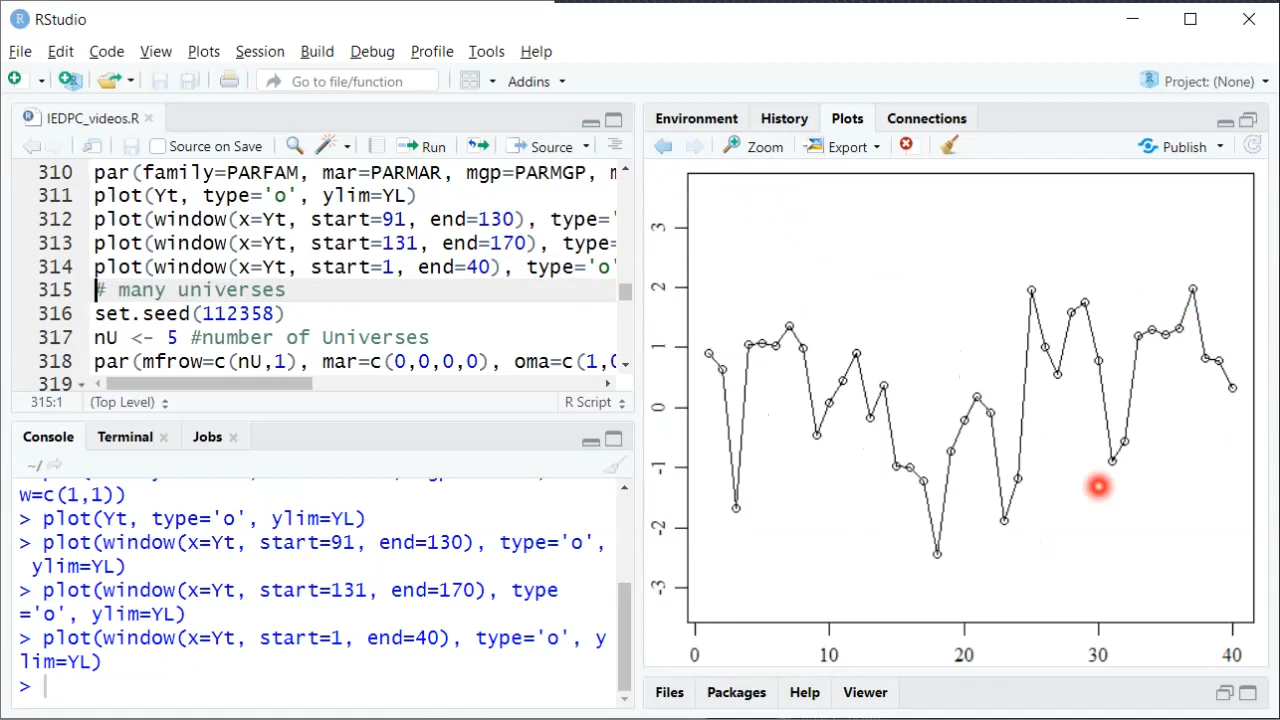 RStudio
File Edit Code View Plots Session Build Debug Profile Tools Help
Go to file/function Addins Project: (None)
IEDPC_videos.R
Source on Save Run Source
310 par(family=PARFAM, mar=PARMAR, mgp=PARMGP,
311 plot(Yt, type='o', ylim=YL)
312 plot(window(x=Yt, start=91, end=130), type='
313 plot(window(x=Yt, start=131, end=170), type=
314 plot(window(x=Yt, start=1, end=40), type='o'
315 # many universes
316 set.seed(112358)
317 nU <- 5 #number of Universes
318 par(mfrow=c(nU,1), mar=c(0,0,0,0), oma=c(1,0
319
315:1 (Top Level) R Script
Console Terminal Jobs
~/
w=c(1,1))
> plot(Yt, type='o', ylim=YL)
> plot(window(x=Yt, start=91, end=130), type='o',
ylim=YL)
> plot(window(x=Yt, start=131, end=170), type
='o', ylim=YL)
> plot(window(x=Yt, start=1, end=40), type='o', y
lim=YL)
>
Environment History Plots Connections
Zoom Export Publish
3
2
1
0
-1
-2
-3
0 10 20 30 40
Files Packages Help Viewer